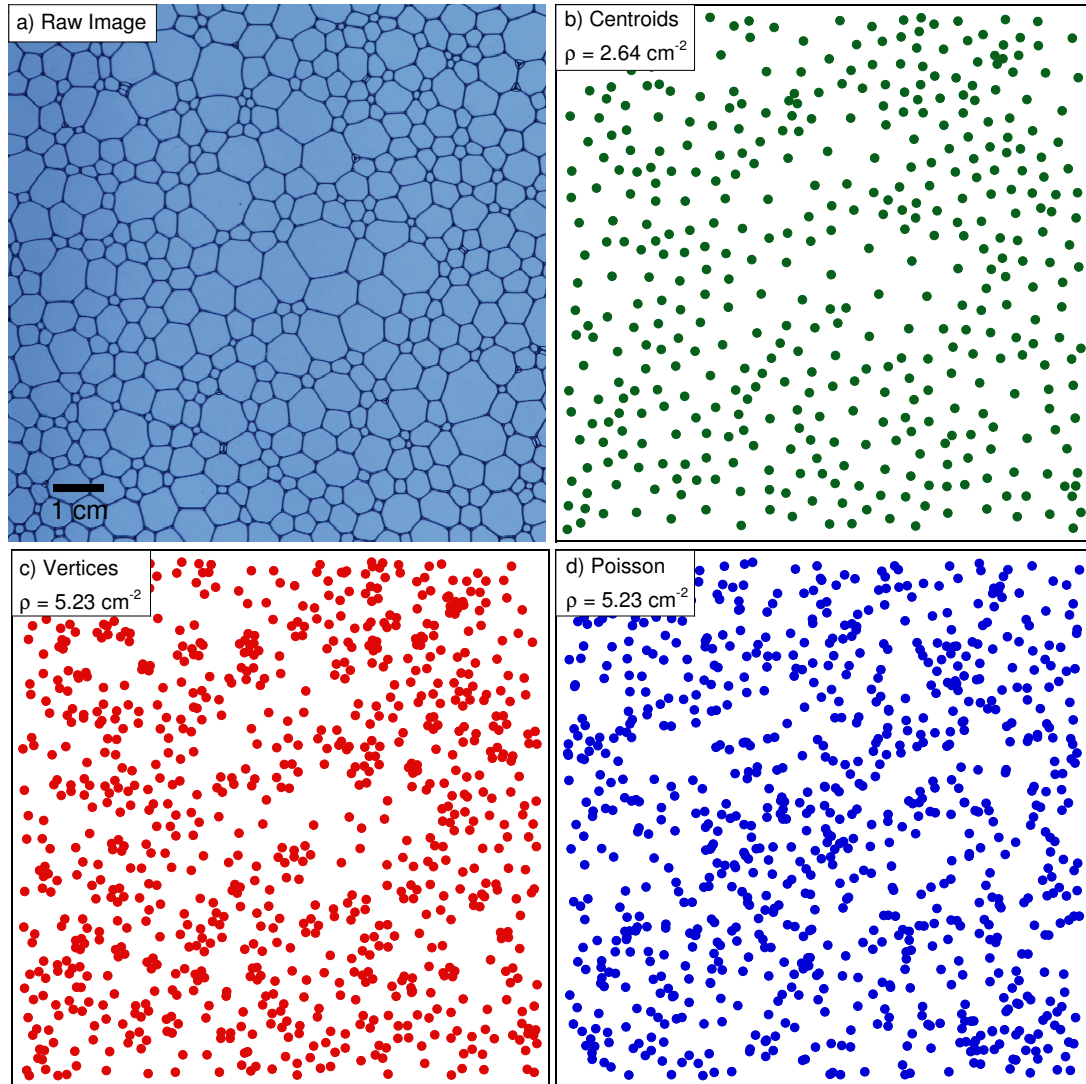 a) Raw Image
1 cm
b) Centroids
ρ = 2.64 cm⁻²
c) Vertices
ρ = 5.23 cm⁻²
d) Poisson
ρ = 5.23 cm⁻²